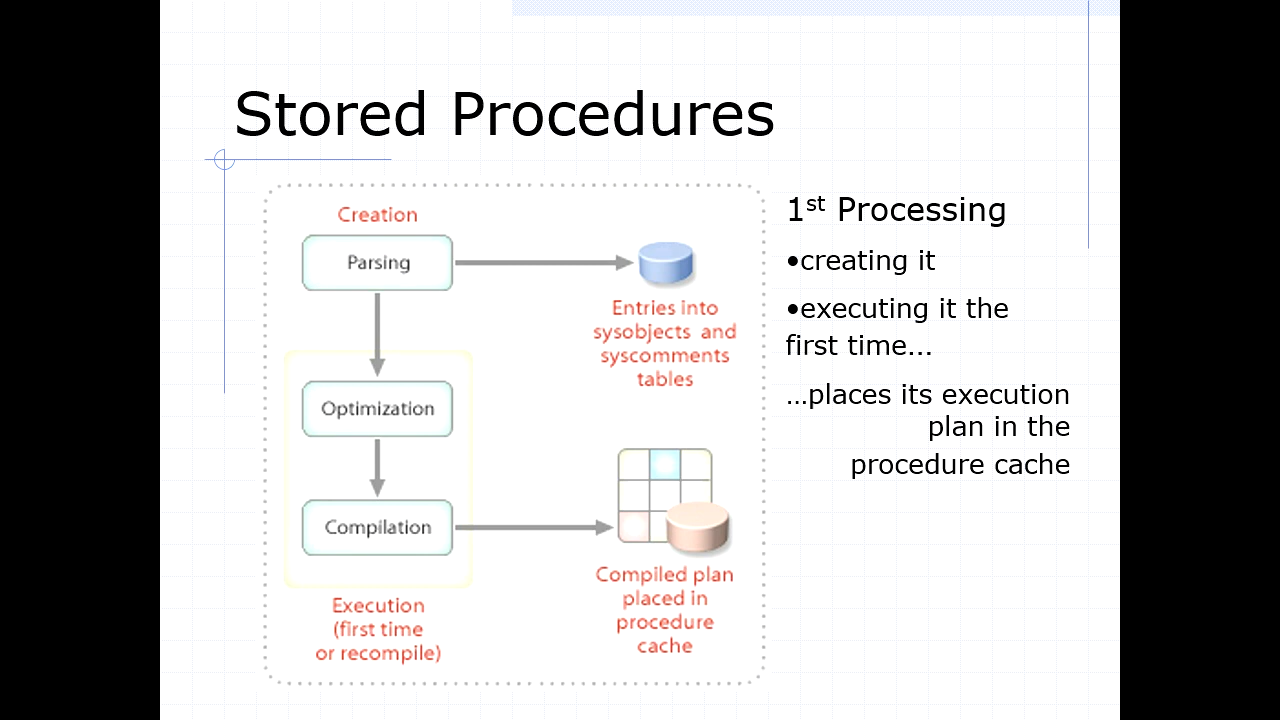 Stored Procedures
Creation
Parsing
Entries into
sysobjects and
syscomments
tables
Optimization
Compilation
Execution
(first time
or recompile)
Compiled plan
placed in
procedure
cache
1st Processing
•creating it
•executing it the
first time...
…places its execution
plan in the
procedure cache